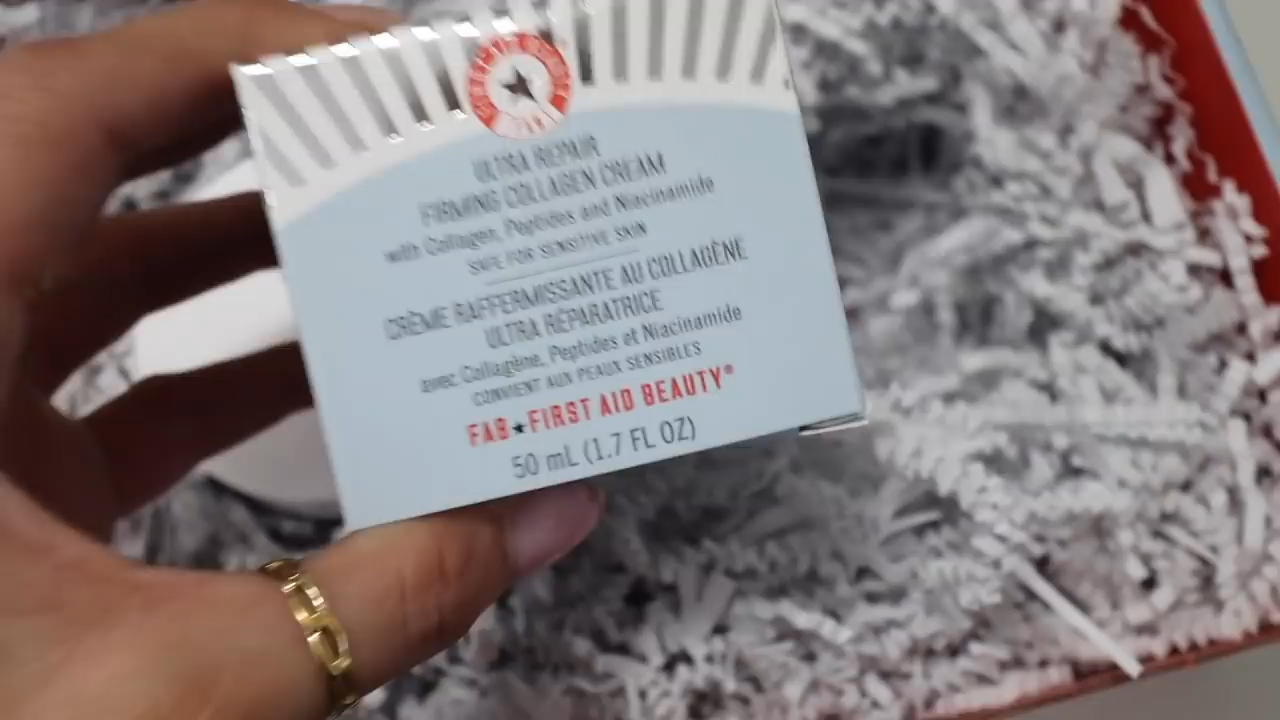 ULTRA REPAIR
FIRMING COLLAGEN CREAM
with Collagen, Peptides and Niacinamide
SAFE FOR SENSITIVE SKIN
CRÈME RAFFERMISSANTE AU COLLAGÈNE
ULTRA RÉPARATRICE
avec Collagène, Peptides et Niacinamide
CONVIENT AUX PEAUX SENSIBLES
FAB★FIRST AID BEAUTY®
50 mL (1.7 FL OZ)